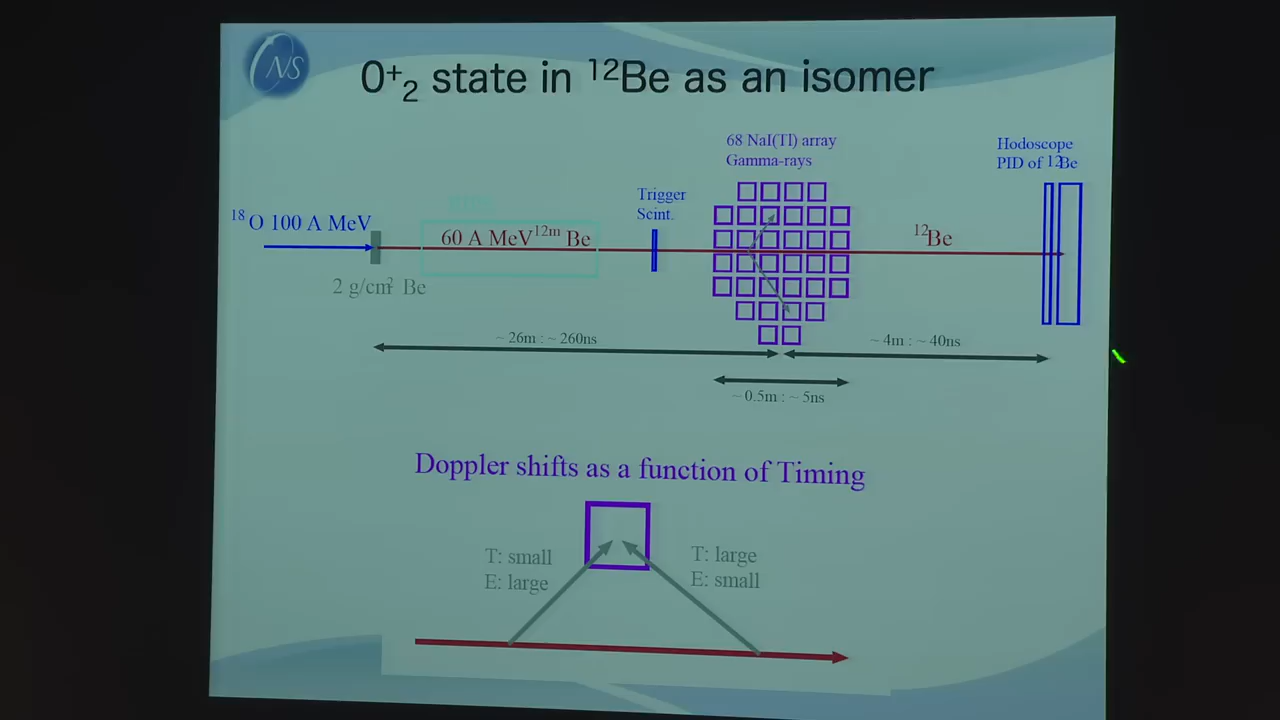 CNS
0⁺₂ state in ¹²Be as an isomer
68 NaI(Tl) array
Gamma-rays
Hodoscope
PID of ¹²Be
Trigger
Scint.
¹⁸O 100 A MeV
60 A MeV ¹²ᵐBe
¹²Be
2 g/cm² Be
~ 26m : ~ 260ns
~ 4m : ~ 40ns
~ 0.5m : ~ 5ns
Doppler shifts as a function of Timing
T: small
E: large
T: large
E: small